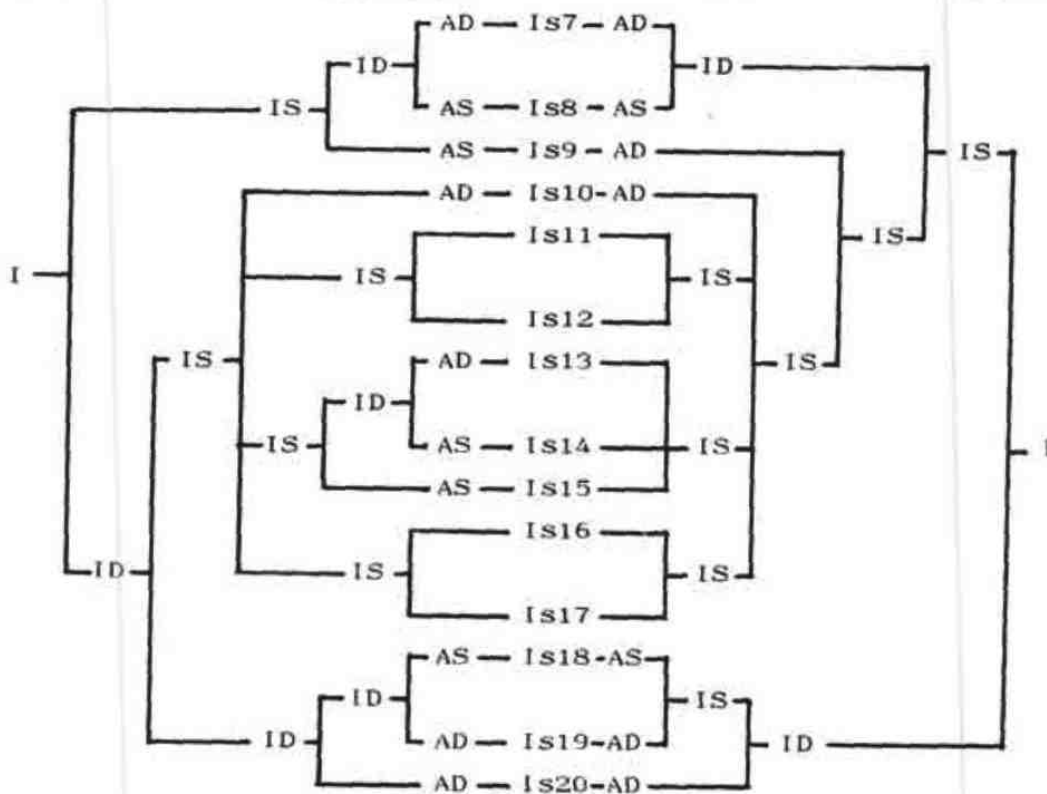 AD Is7 AD
ID ID
IS AS Is8 AS
AS Is9 AD IS
AD Is10-AD
Is11 IS
I IS IS
Is12
IS AD Is13 IS
ID
IS AS Is14 IS I
AS Is15
Is16
ID IS IS
Is17
AS Is18-AS
ID IS
ID AD Is19-AD ID
AD Is20-AD